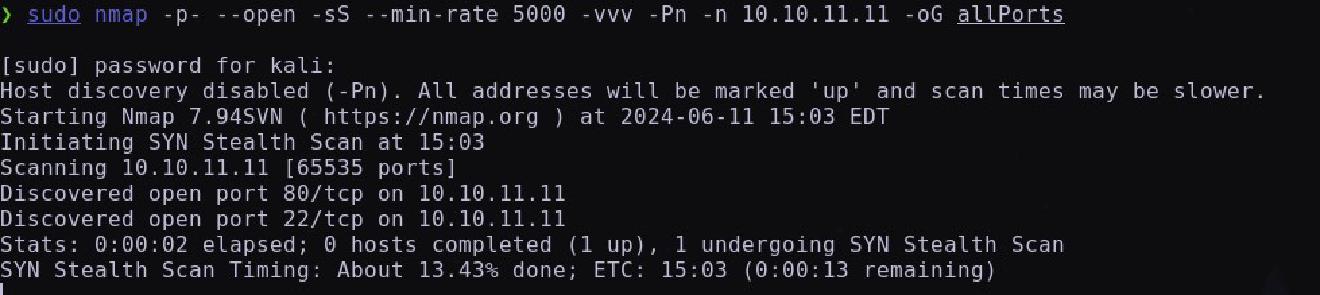 ❯ sudo nmap -p- --open -sS --min-rate 5000 -vvv -Pn -n 10.10.11.11 -oG allPorts
[sudo] password for kali:
Host discovery disabled (-Pn). All addresses will be marked 'up' and scan times may be slower.
Starting Nmap 7.94SVN ( https://nmap.org ) at 2024-06-11 15:03 EDT
Initiating SYN Stealth Scan at 15:03
Scanning 10.10.11.11 [65535 ports]
Discovered open port 80/tcp on 10.10.11.11
Discovered open port 22/tcp on 10.10.11.11
Stats: 0:00:02 elapsed; 0 hosts completed (1 up), 1 undergoing SYN Stealth Scan
SYN Stealth Scan Timing: About 13.43% done; ETC: 15:03 (0:00:13 remaining)